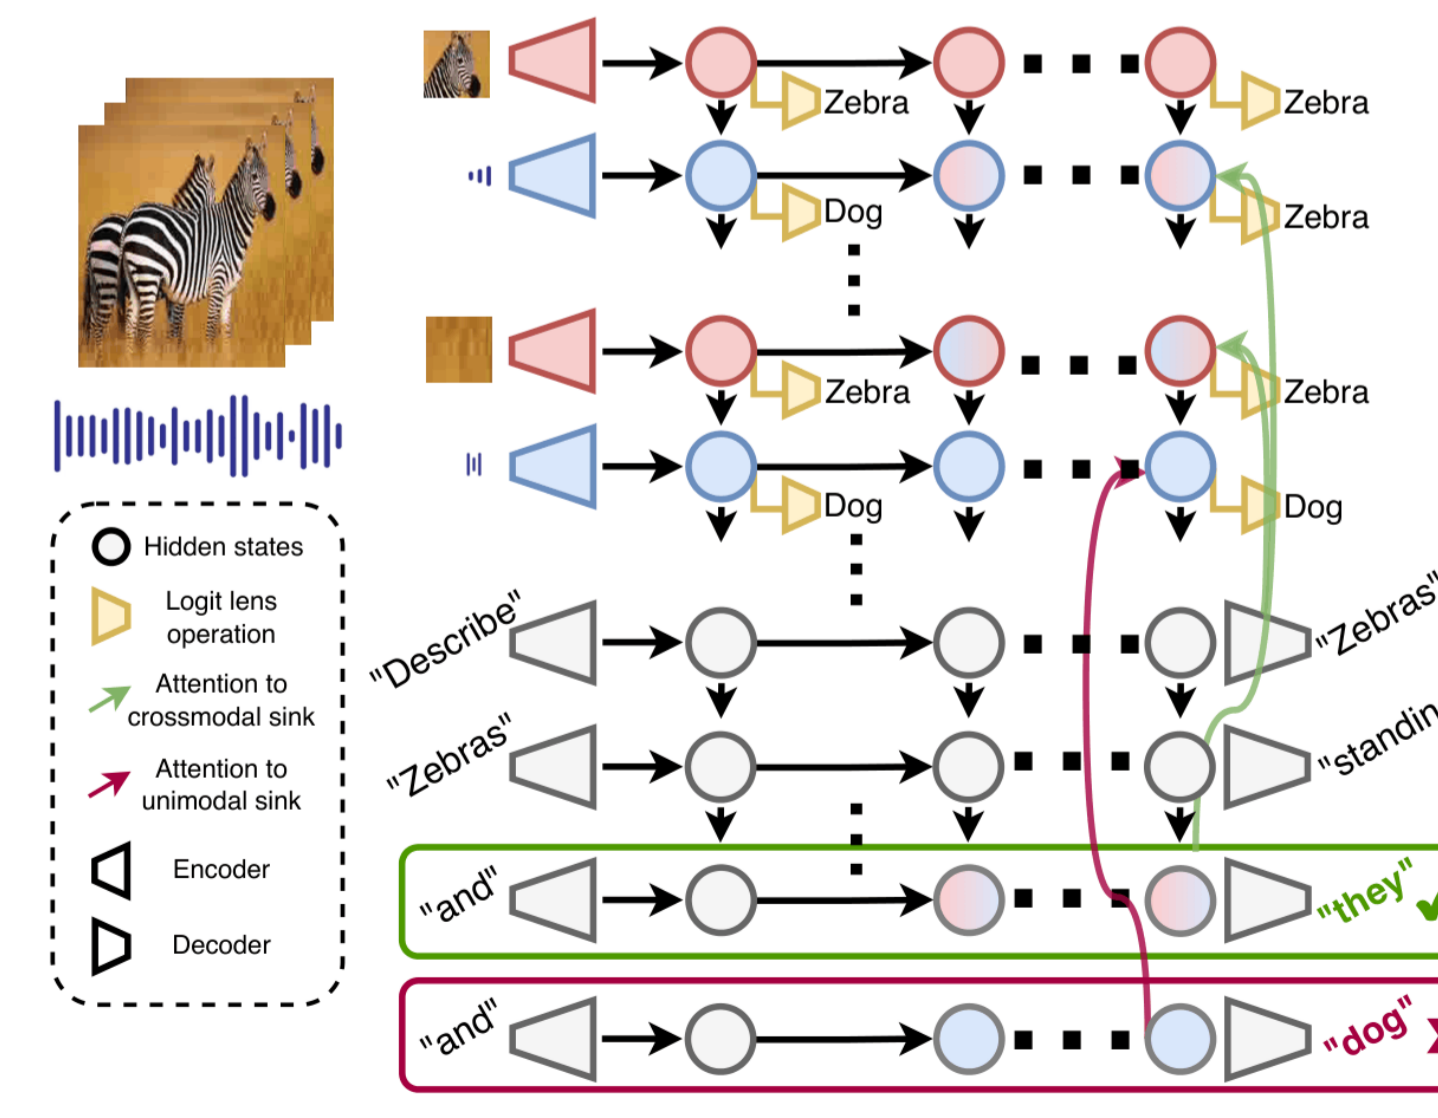 Zebra
Zebra
Dog
Zebra
Zebra
Zebra
Dog
Dog
Hidden states
Logit lens
operation
Attention to
crossmodal sink
Attention to
unimodal sink
Encoder
Decoder
"Describe"
"Zebras"
"Zebras"
"standin
"and"
"they"
"and"
"dog"